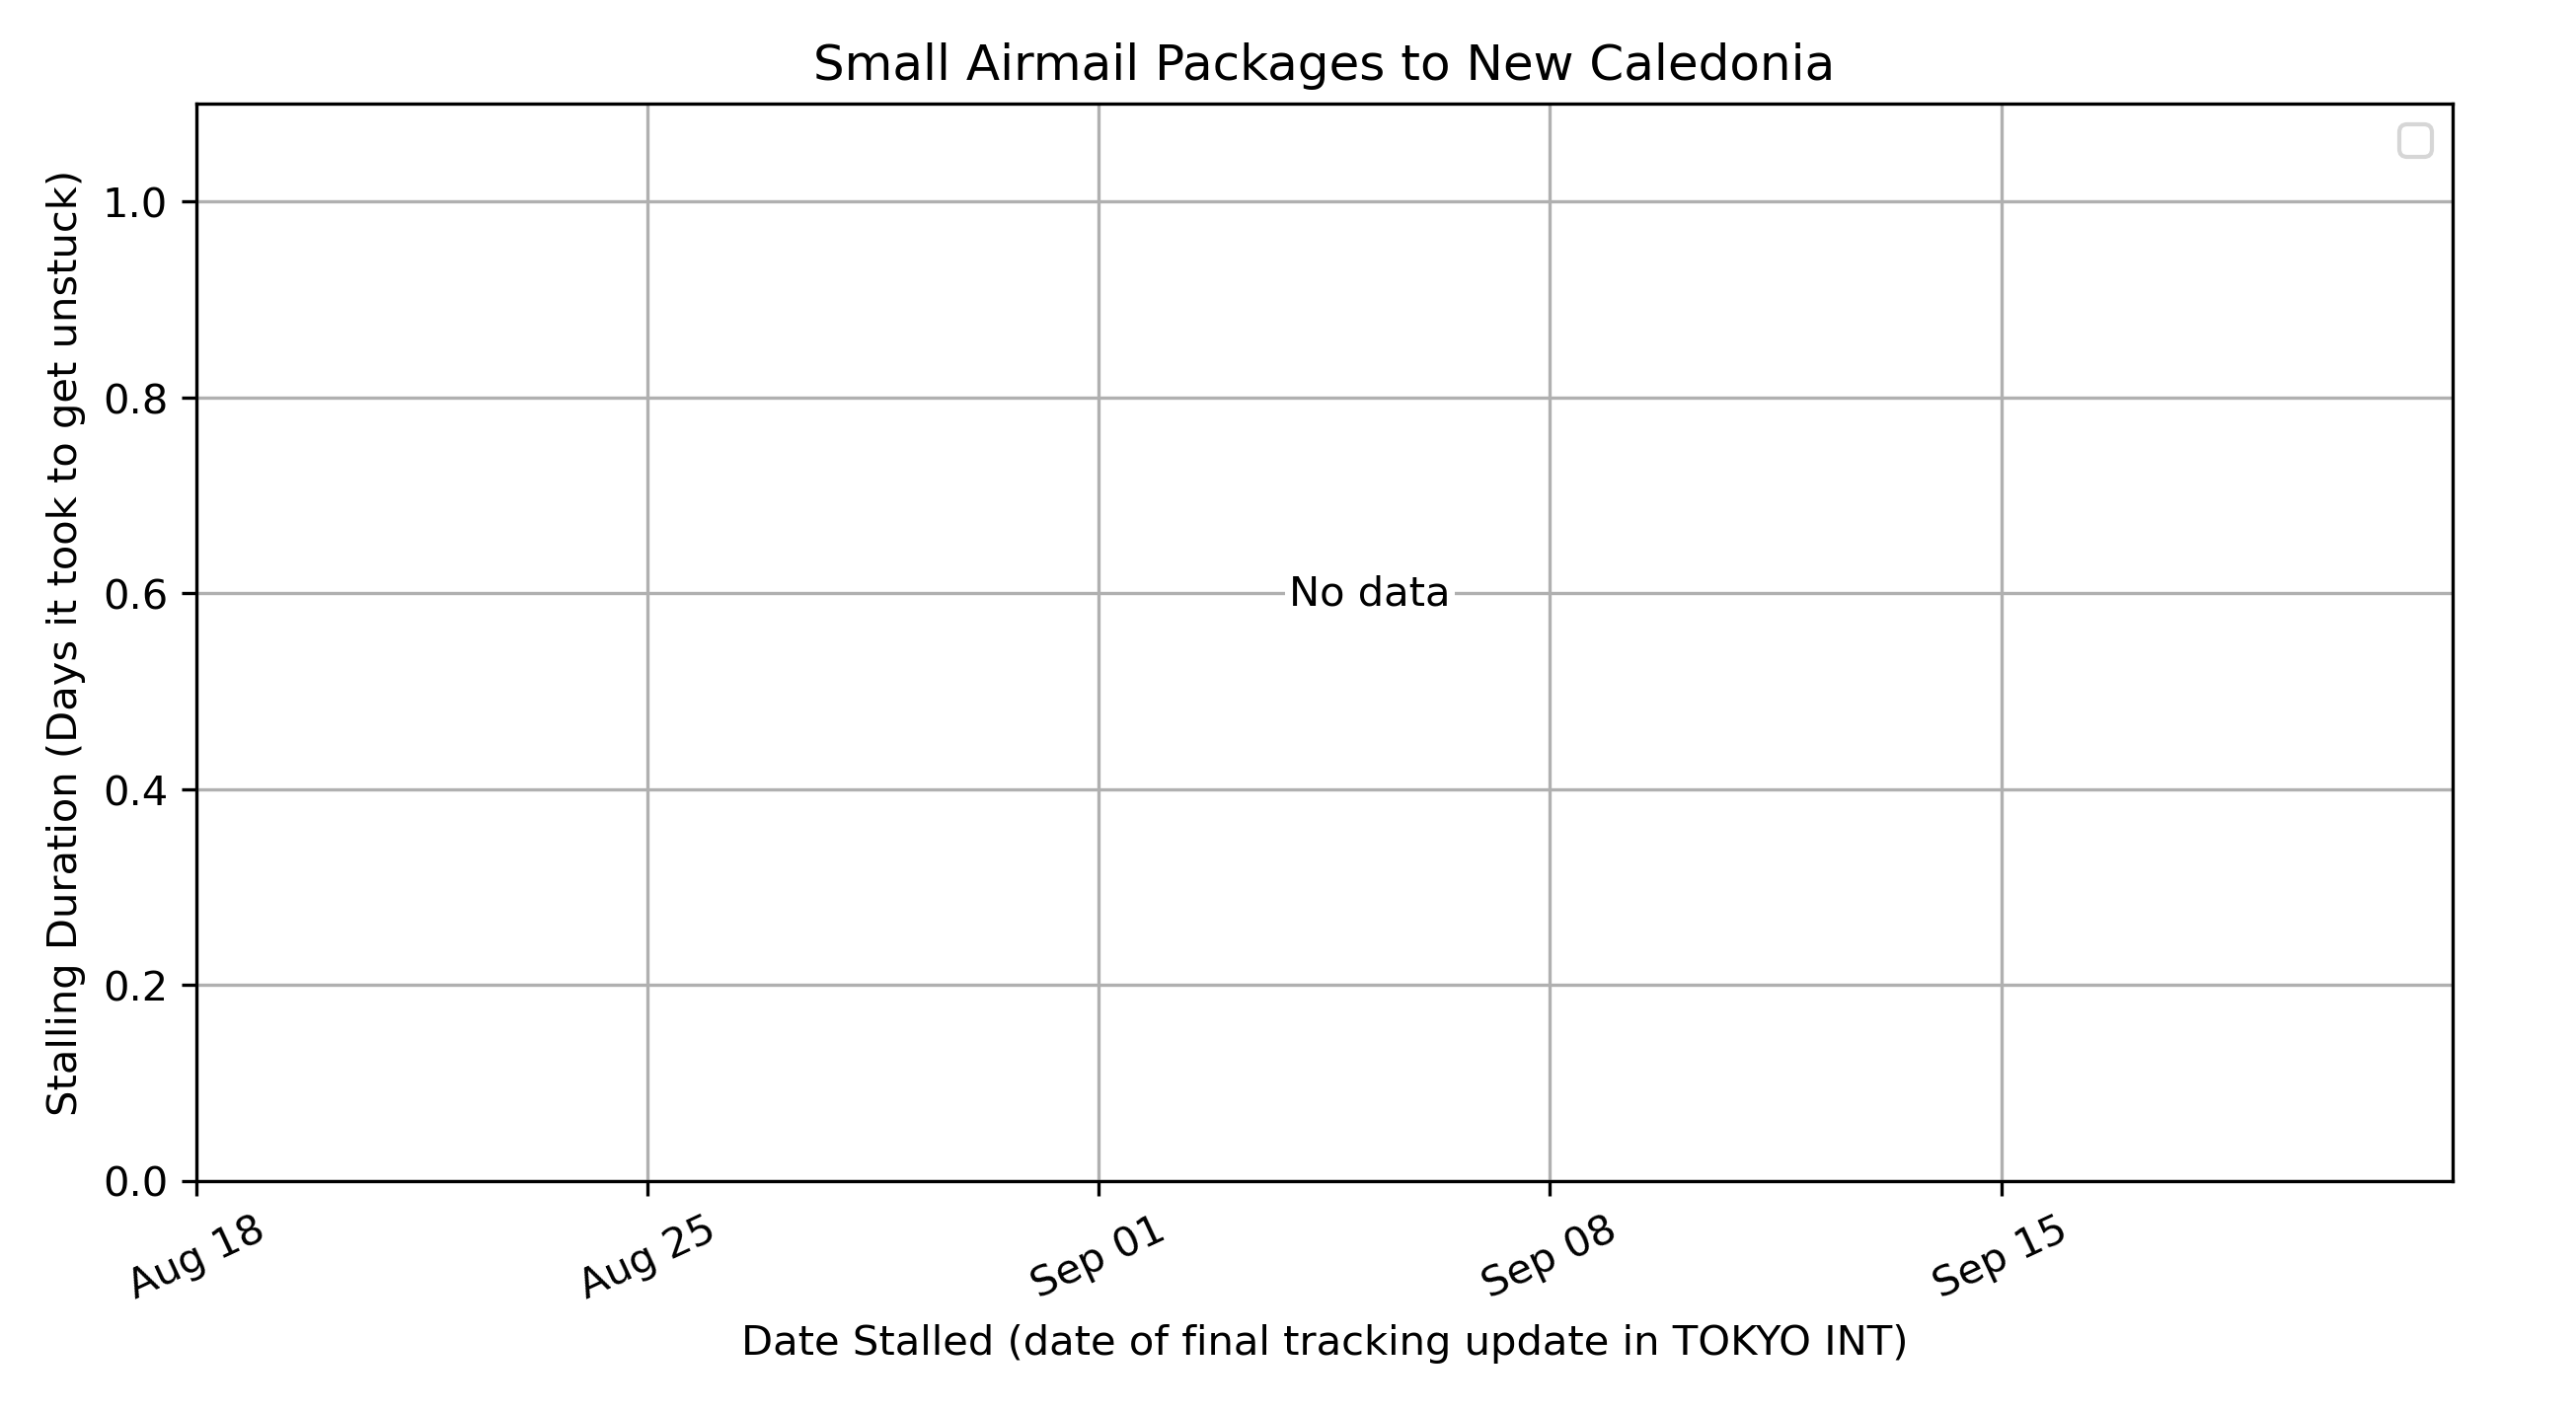 Small Airmail Packages to New Caledonia
Stalling Duration (Days it took to get unstuck)
1.0
0.8
0.6
0.4
0.2
0.0
No data
Aug 18
Aug 25
Sep 01
Sep 08
Sep 15
Date Stalled (date of final tracking update in TOKYO INT)